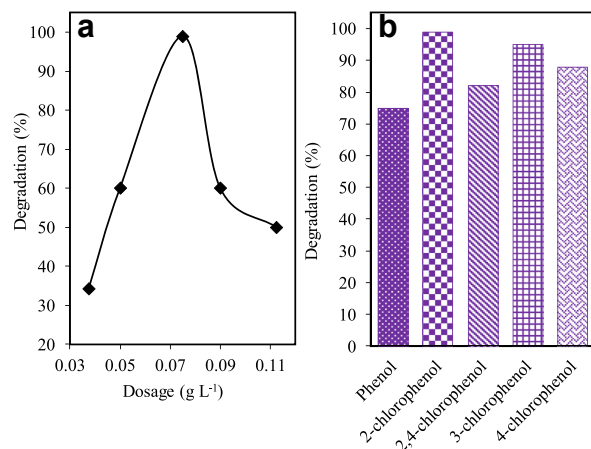 a
100
90
80
70
60
50
40
30
20
Degradation (%)
0.03 0.05 0.07 0.09 0.11
Dosage (g L⁻¹)
b
100
90
80
70
60
50
40
30
20
10
0
Degradation (%)
Phenol
2-chlorophenol
2,4-chlorophenol
3-chlorophenol
4-chlorophenol